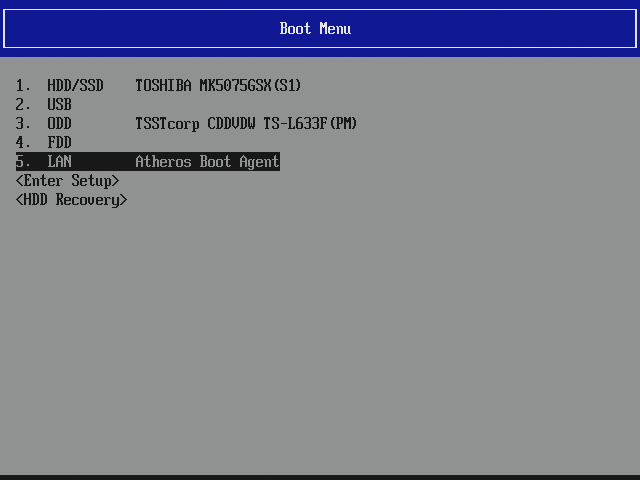 Boot Menu
1. HDD/SSD TOSHIBA MK5075GSX(S1)
2. USB
3. ODD TSSTcorp CDDVDW TS-L633F(PM)
4. FDD
5. LAN Atheros Boot Agent
<Enter Setup>
<HDD Recovery>